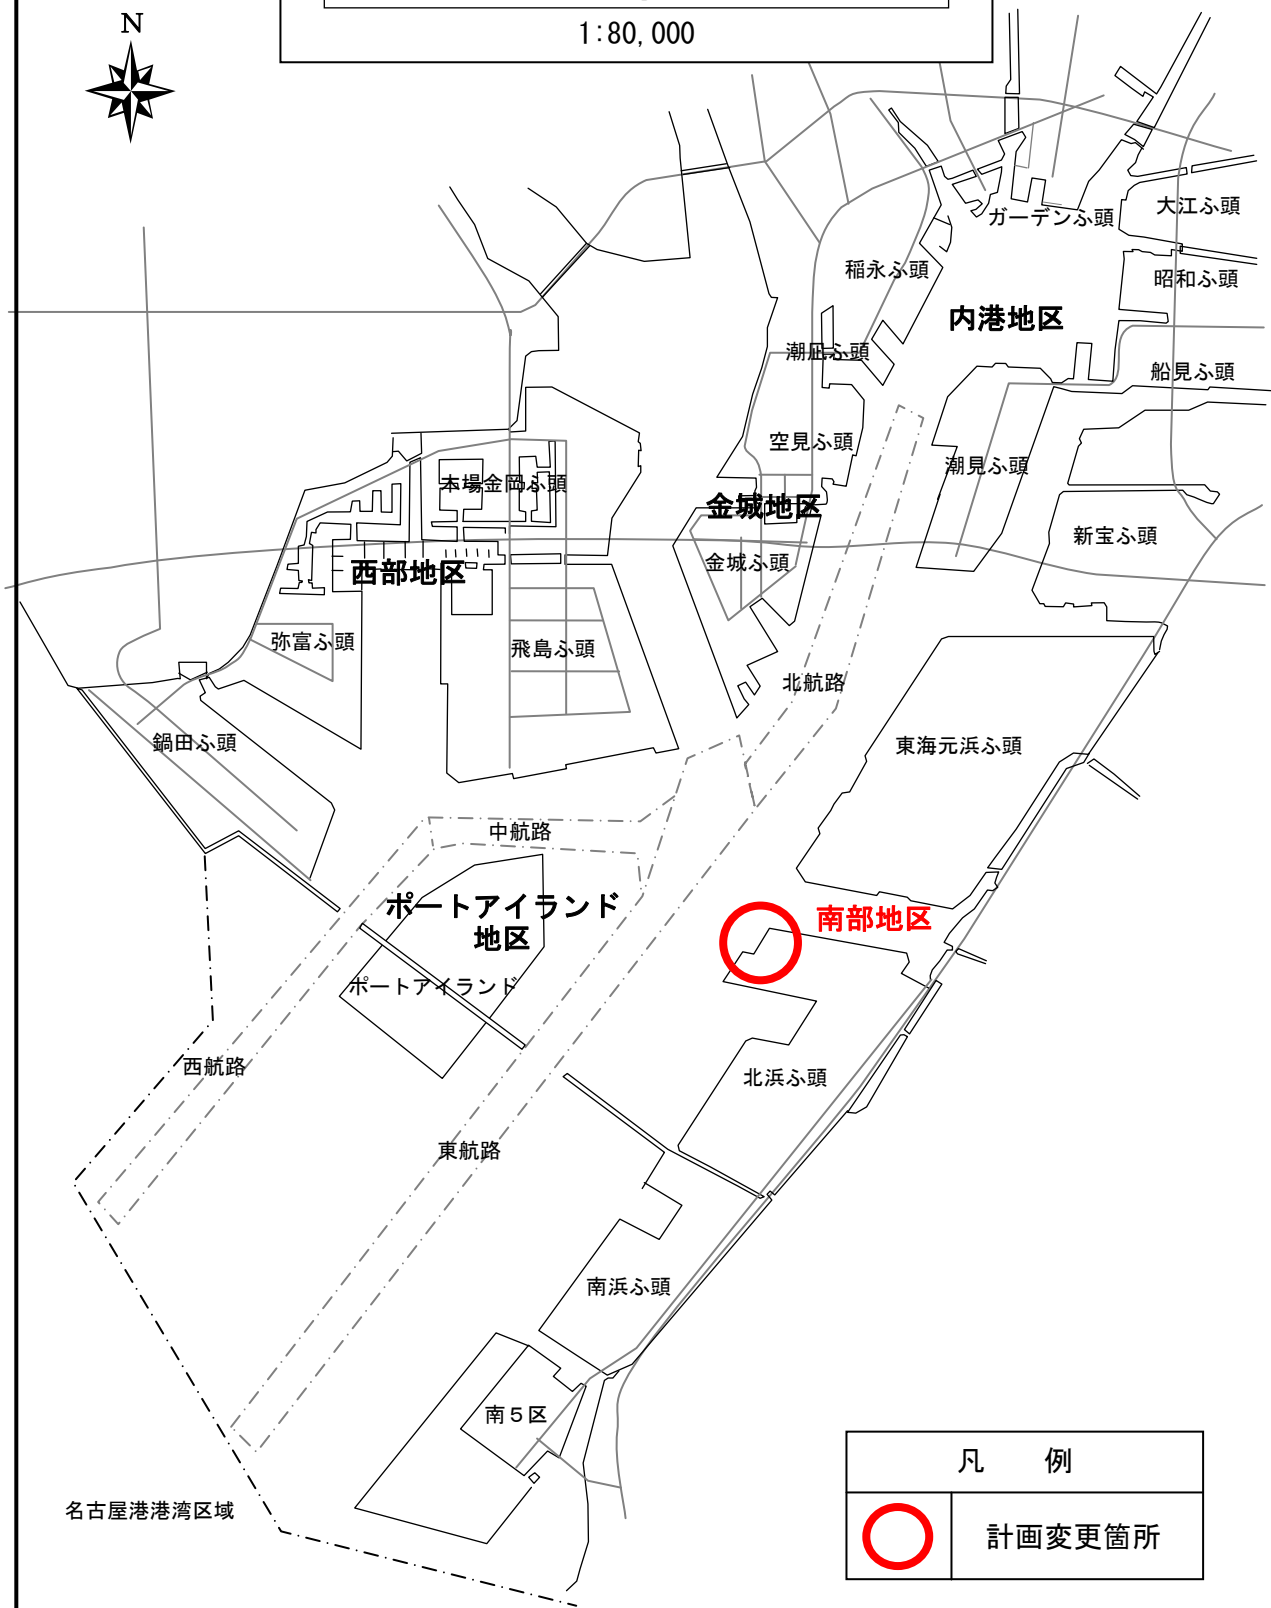 N
1:80,000
大江ふ頭
ガーデンふ頭
稲永ふ頭
昭和ふ頭
内港地区
潮凪ふ頭
船見ふ頭
空見ふ頭
潮見ふ頭
木場金岡ふ頭
金城地区
新宝ふ頭
金城ふ頭
西部地区
弥富ふ頭
飛島ふ頭
北航路
鍋田ふ頭
東海元浜ふ頭
中航路
ポートアイランド
地区
南部地区
ポートアイランド
西航路
北浜ふ頭
東航路
南浜ふ頭
南5区
名古屋港港湾区域
凡 例
計画変更箇所